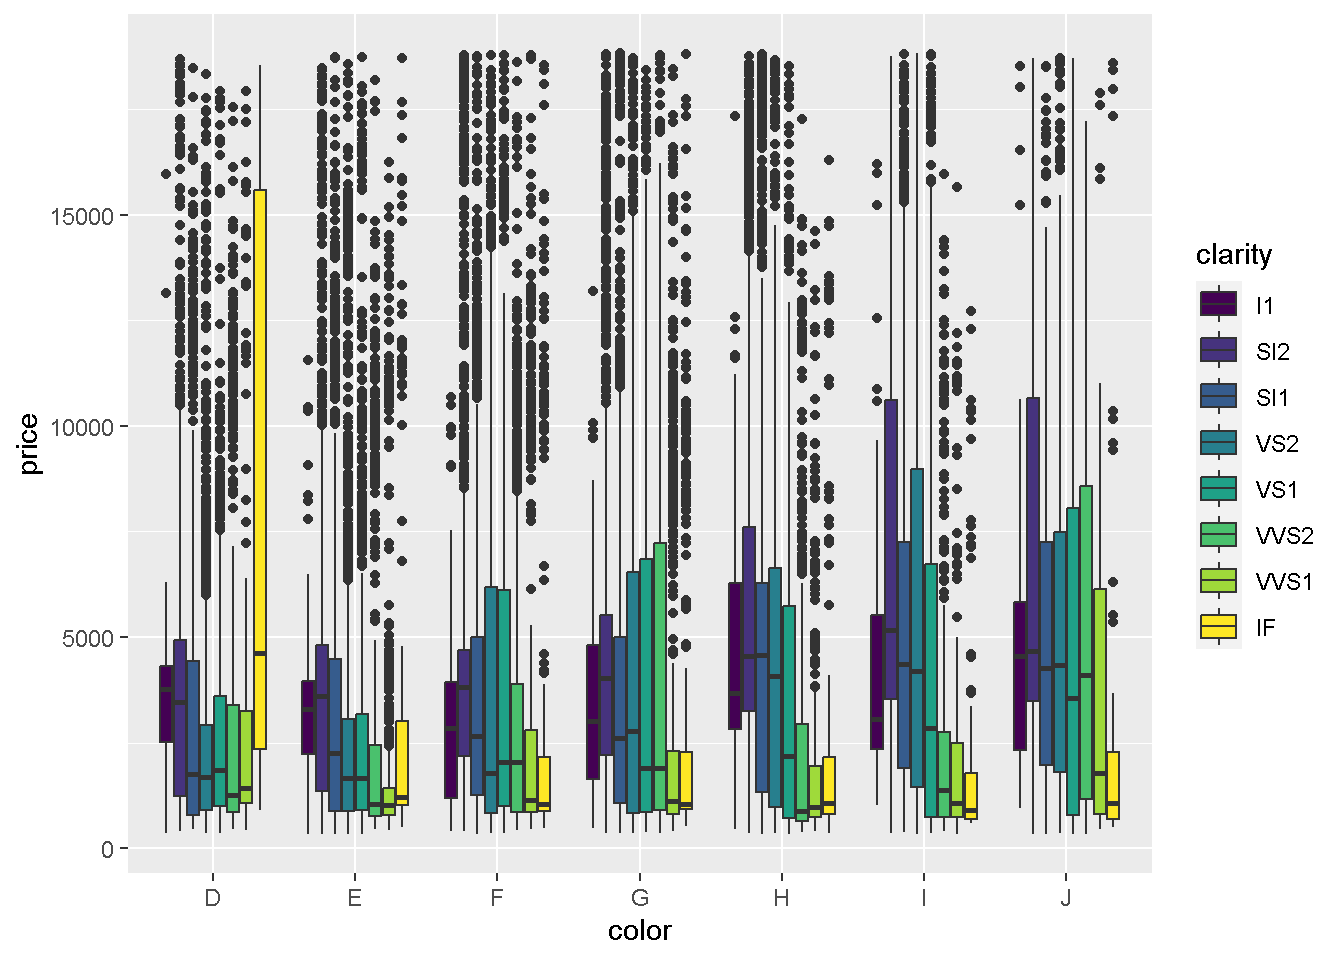 15000
10000
5000
0
price
D E F G H I J
color
clarity
I1
SI2
SI1
VS2
VS1
VVS2
VVS1
IF